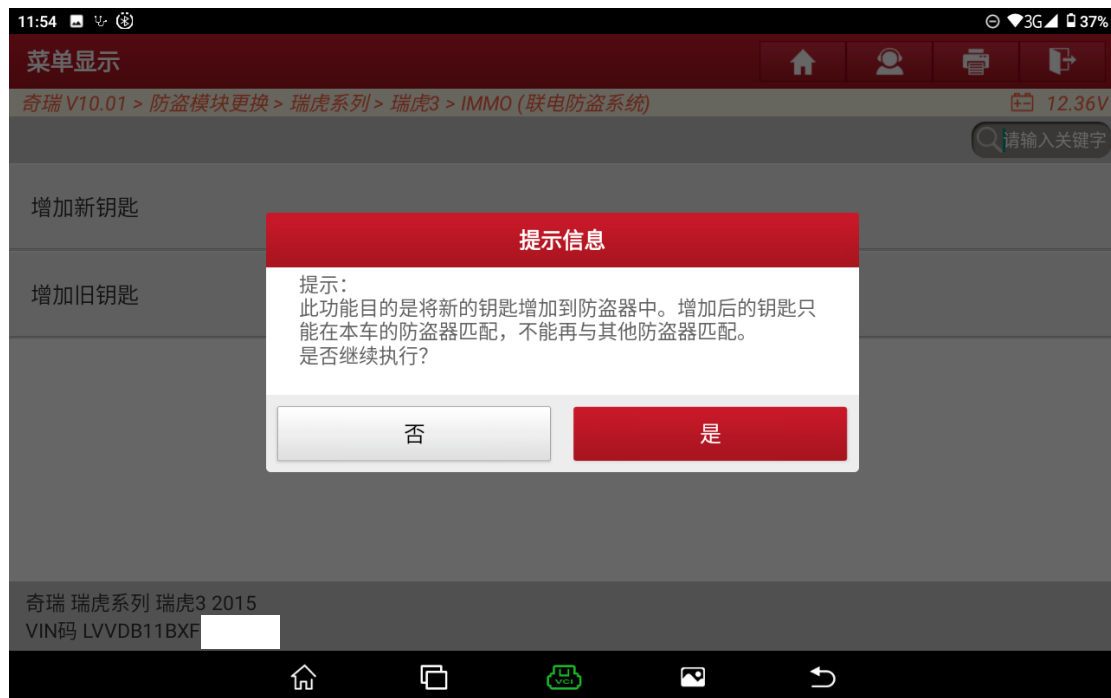 11:54 3G 37%
菜单显示
奇瑞 V10.01 > 防盗模块更换 > 瑞虎系列 > 瑞虎3 > IMMO (联电防盗系统) 12.36V
请输入关键字
增加新钥匙
增加旧钥匙
提示信息
提示：
此功能目的是将新的钥匙增加到防盗器中。增加后的钥匙只
能在本车的防盗器匹配，不能再与其他防盗器匹配。
是否继续执行？
否 是
奇瑞 瑞虎系列 瑞虎3 2015
VIN码 LVVDB11BXF
VCI